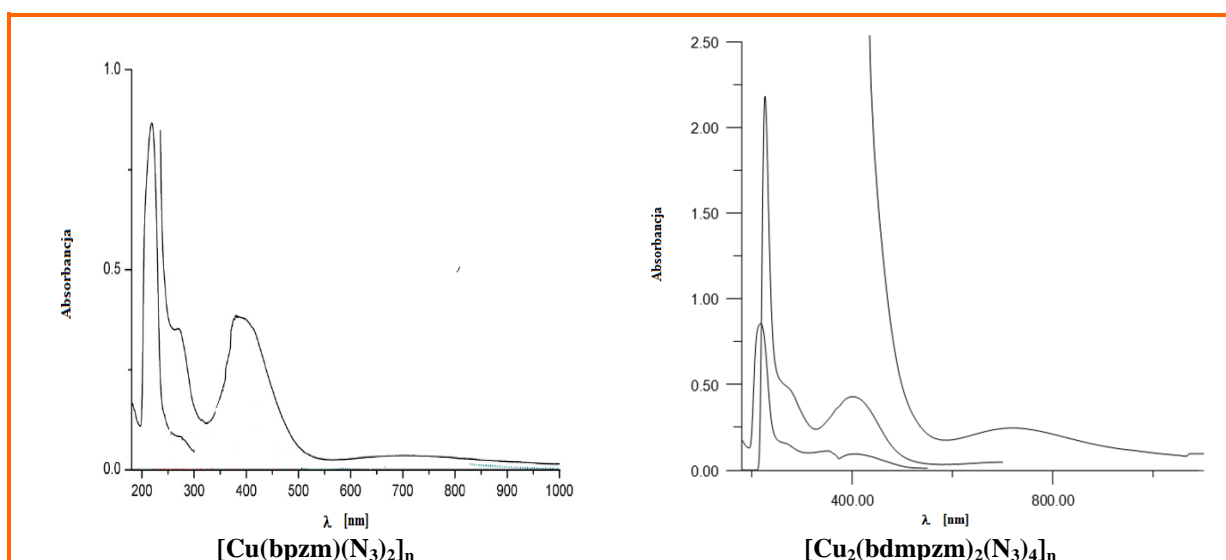 1.0
0.5
0.0
Absorbancja
200 300 400 500 600 700 800 900 1000
λ [nm]
[Cu(bpzm)(N₃)₂]ₙ
2.50
2.00
1.50
1.00
0.50
0.00
Absorbancja
400.00 800.00
λ [nm]
[Cu₂(bdmpzm)₂(N₃)₄]ₙ